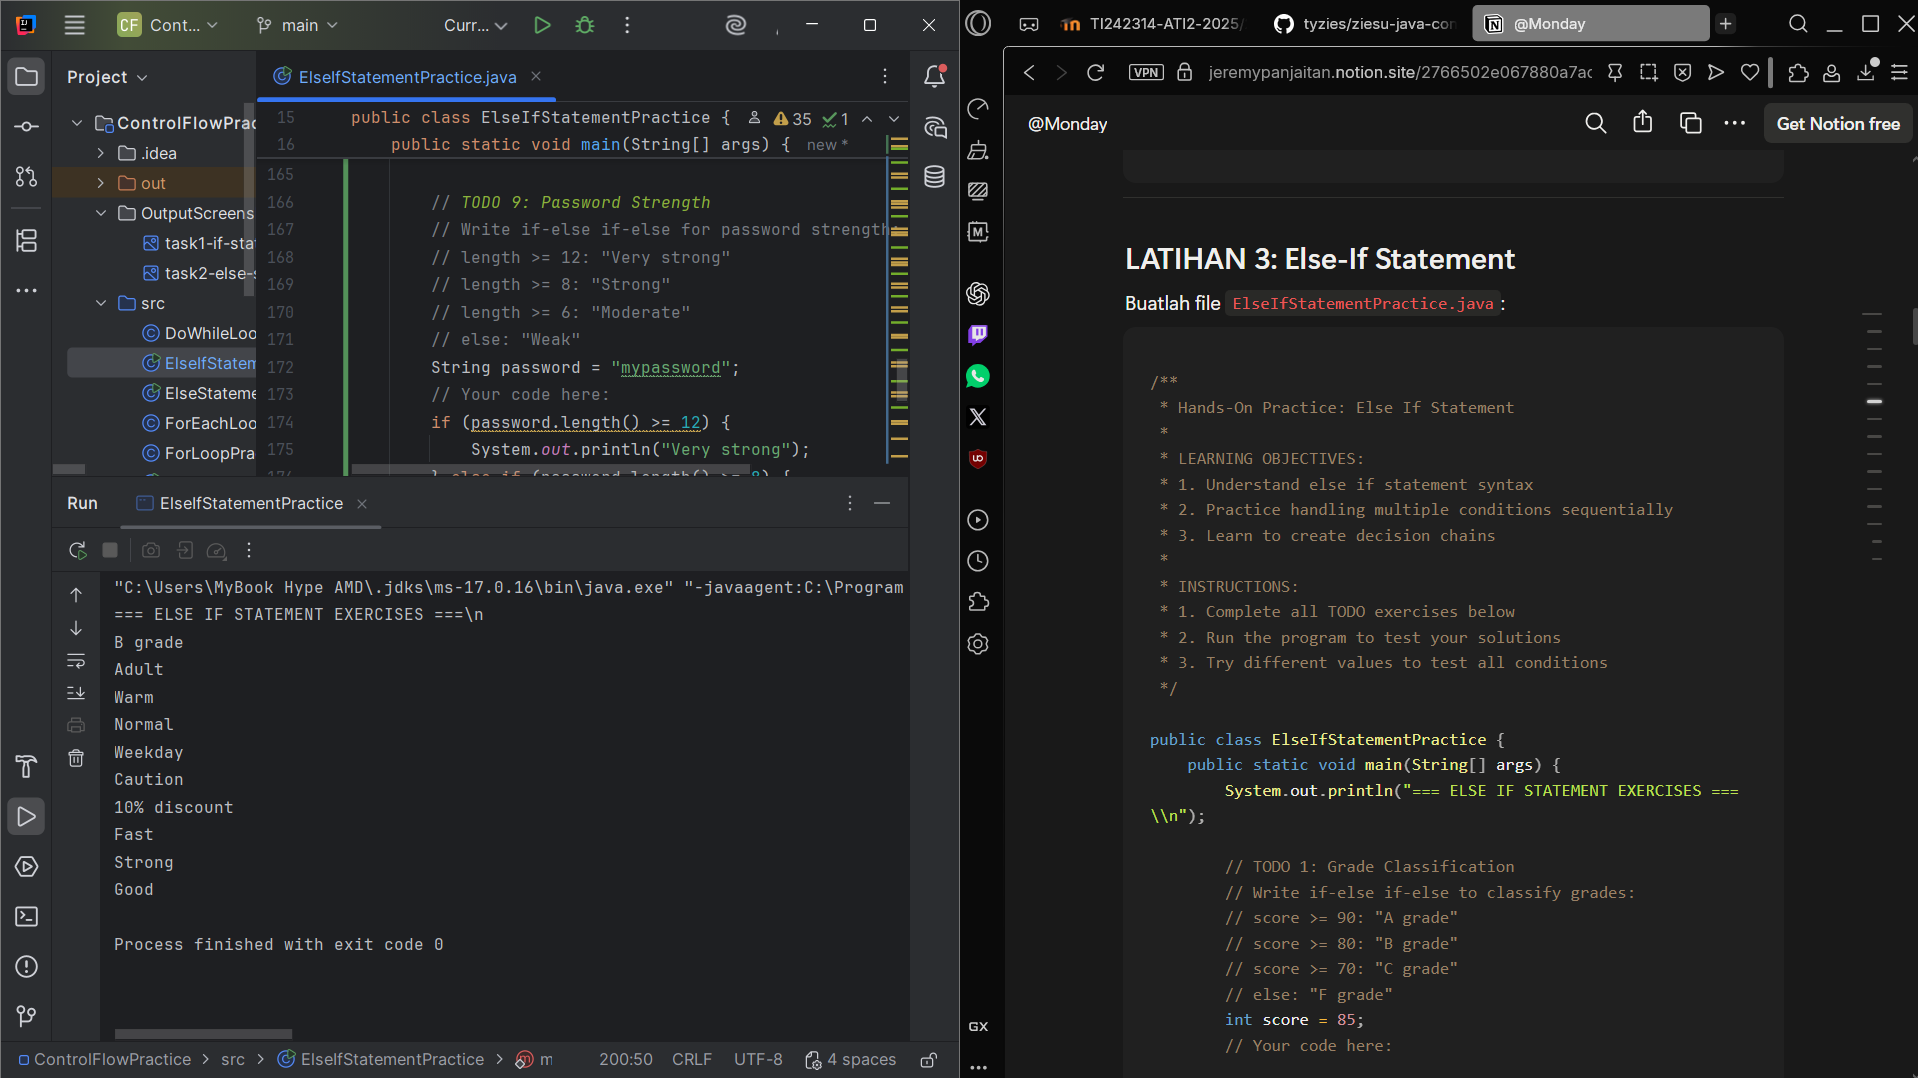 CF Cont...
main
Curr...
TI242314-ATI2-2025/
tyzies/ziesu-java-con
@Monday
Project
ElseIfStatementPractice.java
VPN
jeremypanjaitan.notion.site/2766502e067880a7ac
@Monday
Get Notion free
ControlFlowPrac
.idea
out
OutputScreens
task1-if-sta
task2-else-s
src
DoWhileLoo
ElseIfStatem
ElseStateme
ForEachLoo
ForLoopPra
15 public class ElseIfStatementPractice {
35 1
16 public static void main(String[] args) { new *
165
166 // TODO 9: Password Strength
167 // Write if-else if-else for password strength
168 // length >= 12: "Very strong"
169 // length >= 8: "Strong"
170 // length >= 6: "Moderate"
171 // else: "Weak"
172 String password = "mypassword";
173 // Your code here:
174 if (password.length() >= 12) {
175 System.out.println("Very strong");
176 } else if (password.length() >= 8) {
Run
ElseIfStatementPractice
"C:\Users\MyBook Hype AMD\.jdks\ms-17.0.16\bin\java.exe" "-javaagent:C:\Program
=== ELSE IF STATEMENT EXERCISES ===\n
B grade
Adult
Warm
Normal
Weekday
Caution
10% discount
Fast
Strong
Good
Process finished with exit code 0
ControlFlowPractice > src > ElseIfStatementPractice > m
200:50 CRLF UTF-8 4 spaces
GX
LATIHAN 3: Else-If Statement
Buatlah file ElseIfStatementPractice.java:
/**
* Hands-On Practice: Else If Statement
*
* LEARNING OBJECTIVES:
* 1. Understand else if statement syntax
* 2. Practice handling multiple conditions sequentially
* 3. Learn to create decision chains
*
* INSTRUCTIONS:
* 1. Complete all TODO exercises below
* 2. Run the program to test your solutions
* 3. Try different values to test all conditions
*/
public class ElseIfStatementPractice {
public static void main(String[] args) {
System.out.println("=== ELSE IF STATEMENT EXERCISES ===
\\n");
// TODO 1: Grade Classification
// Write if-else if-else to classify grades:
// score >= 90: "A grade"
// score >= 80: "B grade"
// score >= 70: "C grade"
// else: "F grade"
int score = 85;
// Your code here: